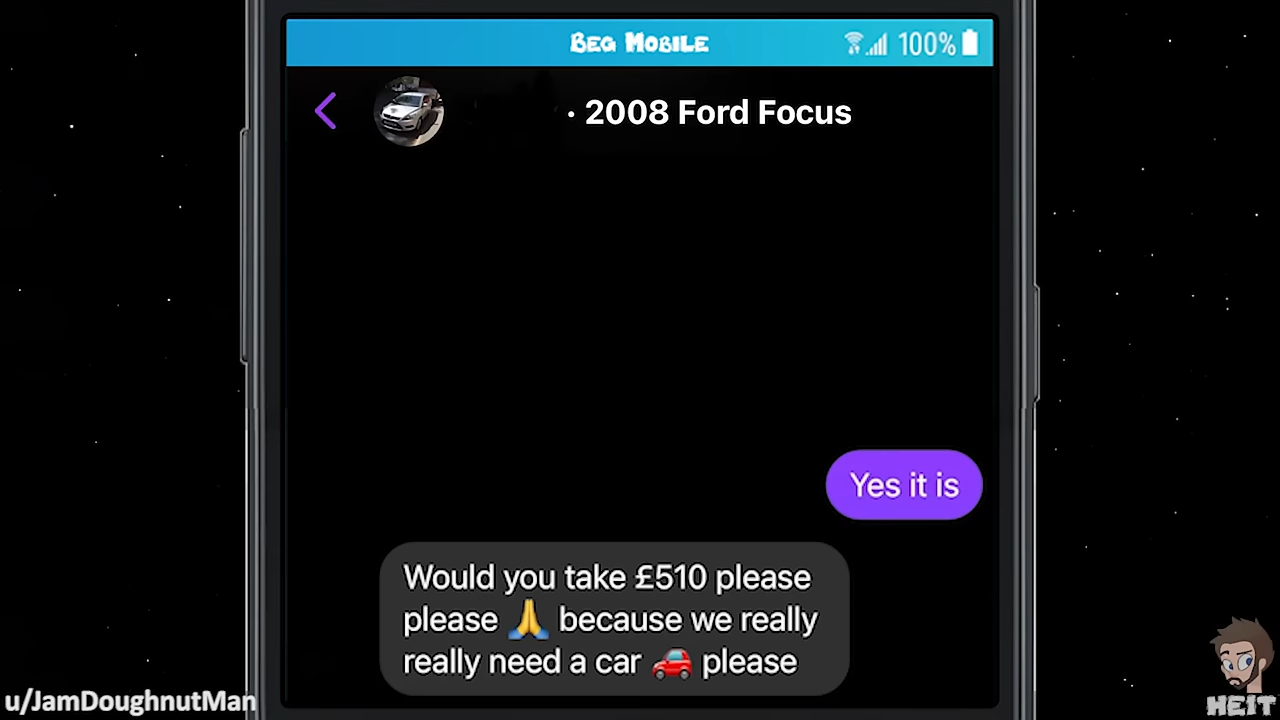 BEG MOBILE
100%
· 2008 Ford Focus
Yes it is
Would you take £510 please
please 🙏 because we really
really need a car 🚗 please
u/JamDoughnutMan
HEIT